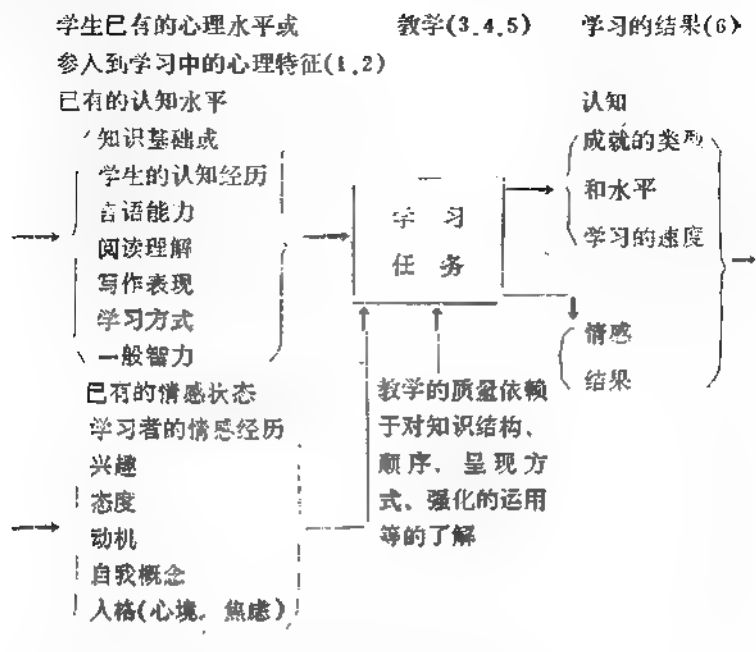 学生已有的心理水平或
参入到学习中的心理特征(1.2)
教学(3.4.5)
学习的结果(6)
已有的认知水平
知识基础或
学生的认知经历
言语能力
阅读理解
写作表现
学习方式
一般智力
已有的情感状态
学习者的情感经历
兴趣
态度
动机
自我概念
人格(心境、焦虑)
学 习
任 务
教学的质量依赖
于对知识结构、
顺序、呈现方
式、强化的运用
等的了解
认知
成就的类型
和水平
学习的速度
情感
结果